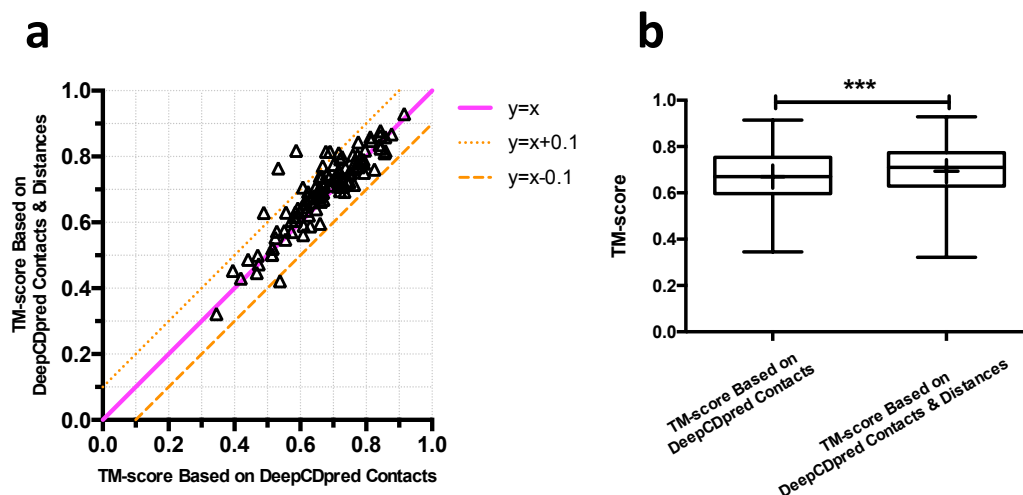 a
TM-score Based on
DeepCDpred Contacts & Distances
1.0
0.8
0.6
0.4
0.2
0.0
0.0 0.2 0.4 0.6 0.8 1.0
TM-score Based on DeepCDpred Contacts
y=x
y=x+0.1
y=x-0.1
b
***
TM-score
1.0
0.8
0.6
0.4
0.2
0.0
TM-score Based on
DeepCDpred Contacts
TM-score Based on
DeepCDpred Contacts & Distances